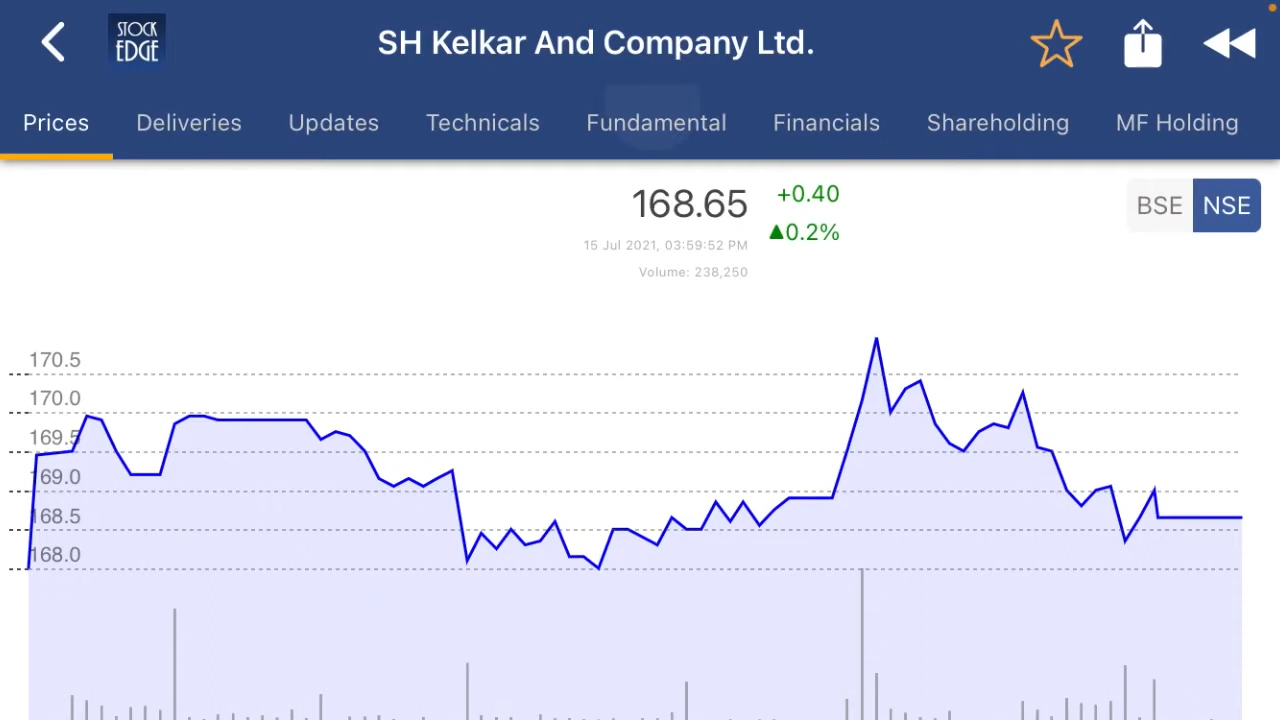 STOCK
EDGE
SH Kelkar And Company Ltd.
Prices Deliveries Updates Technicals Fundamental Financials Shareholding MF Holding
168.65 +0.40
▲0.2%
15 Jul 2021, 03:59:52 PM
Volume: 238,250
BSE NSE
170.5
170.0
169.5
169.0
168.5
168.0